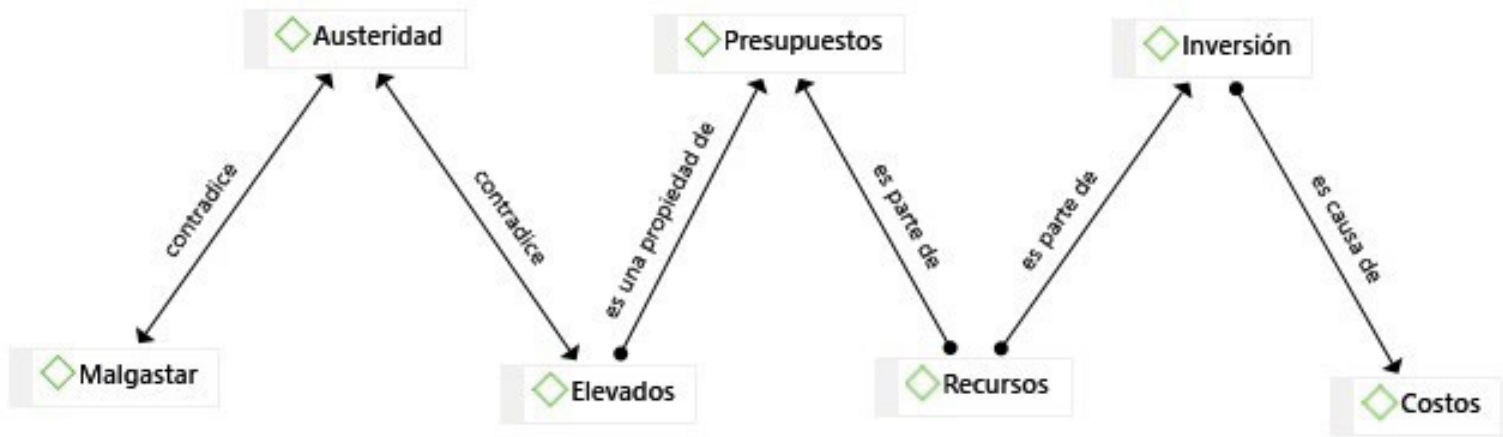 Austeridad
Presupuestos
Inversión
contradice
contradice
es una propiedad de
es parte de
es parte de
es causa de
Malgastar
Elevados
Recursos
Costos